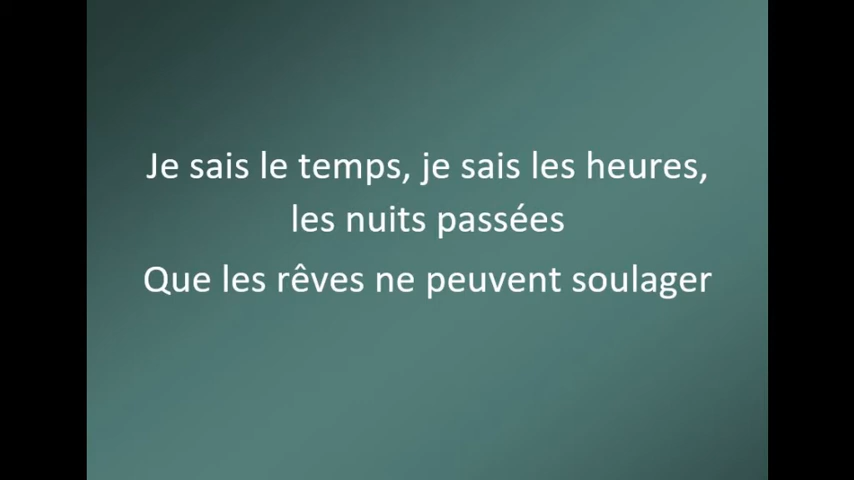 Je sais le temps, je sais les heures,
les nuits passées
Que les rêves ne peuvent soulager